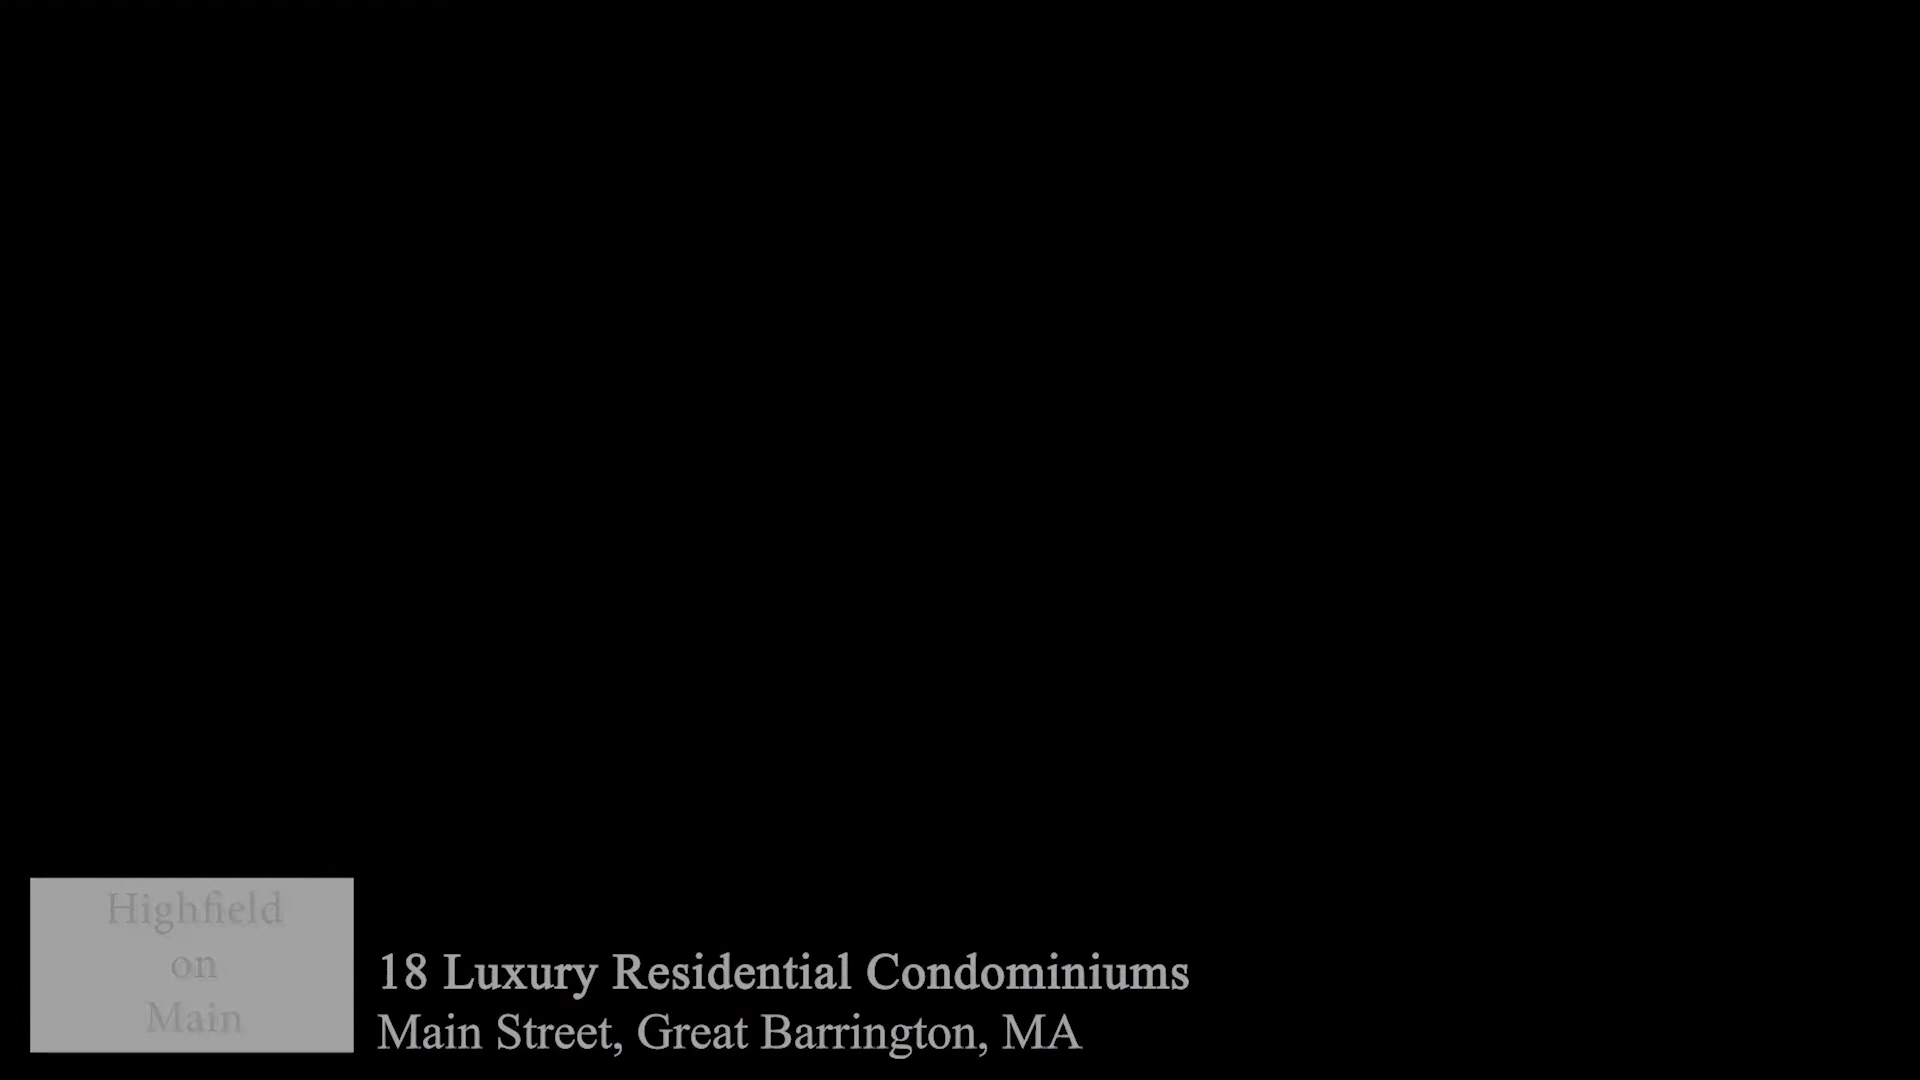 Highfield
on
Main
18 Luxury Residential Condominiums
Main Street, Great Barrington, MA